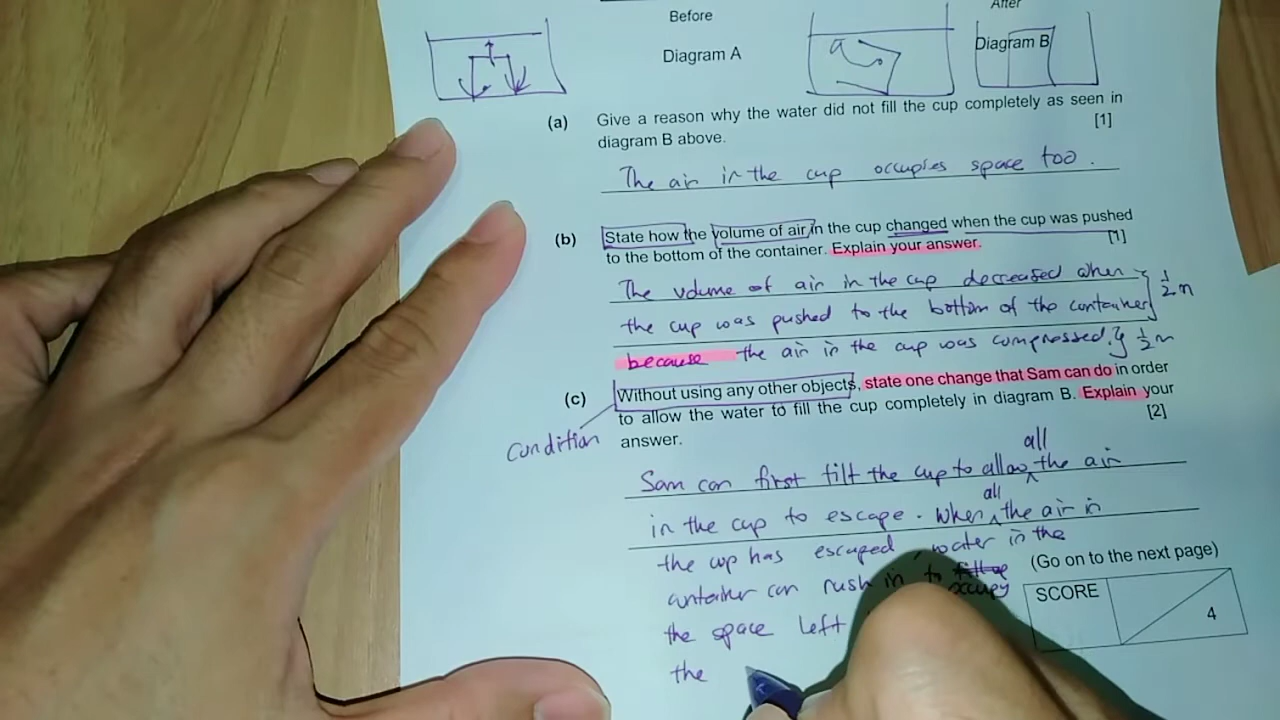 Before
After
Diagram A
Diagram B
(a) Give a reason why the water did not fill the cup completely as seen in
diagram B above. [1]
The air in the cup occupies space too.
(b) State how the volume of air in the cup changed when the cup was pushed
to the bottom of the container. Explain your answer. [1]
The volume of air in the cup decreased when
the cup was pushed to the bottom of the container } 1/2 m
because the air in the cup was compressed. } 1/2 m
(c) Without using any other objects, state one change that Sam can do in order
to allow the water to fill the cup completely in diagram B. Explain your
answer. [2]
condition
Sam can first tilt the cup to allow all the air
in the cup to escape. When all the air in
the cup has escaped, water in the
container can rush in to occupy
the space left
the
(Go on to the next page)
SCORE
4